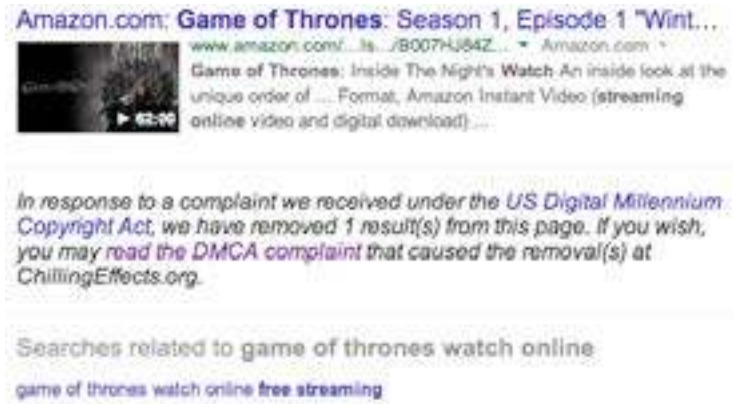 Amazon.com: Game of Thrones: Season 1, Episode 1 "Wint...
www.amazon.com/...Is.../B007HJ84Z... Amazon.com
Game of Thrones: Inside The Night's Watch An inside look at the
unique order of ... Format, Amazon Instant Video (streaming
online video and digital download) ...
In response to a complaint we received under the US Digital Millennium
Copyright Act, we have removed 1 result(s) from this page. If you wish,
you may read the DMCA complaint that caused the removal(s) at
ChillingEffects.org.
Searches related to game of thrones watch online
game of thrones watch online free streaming